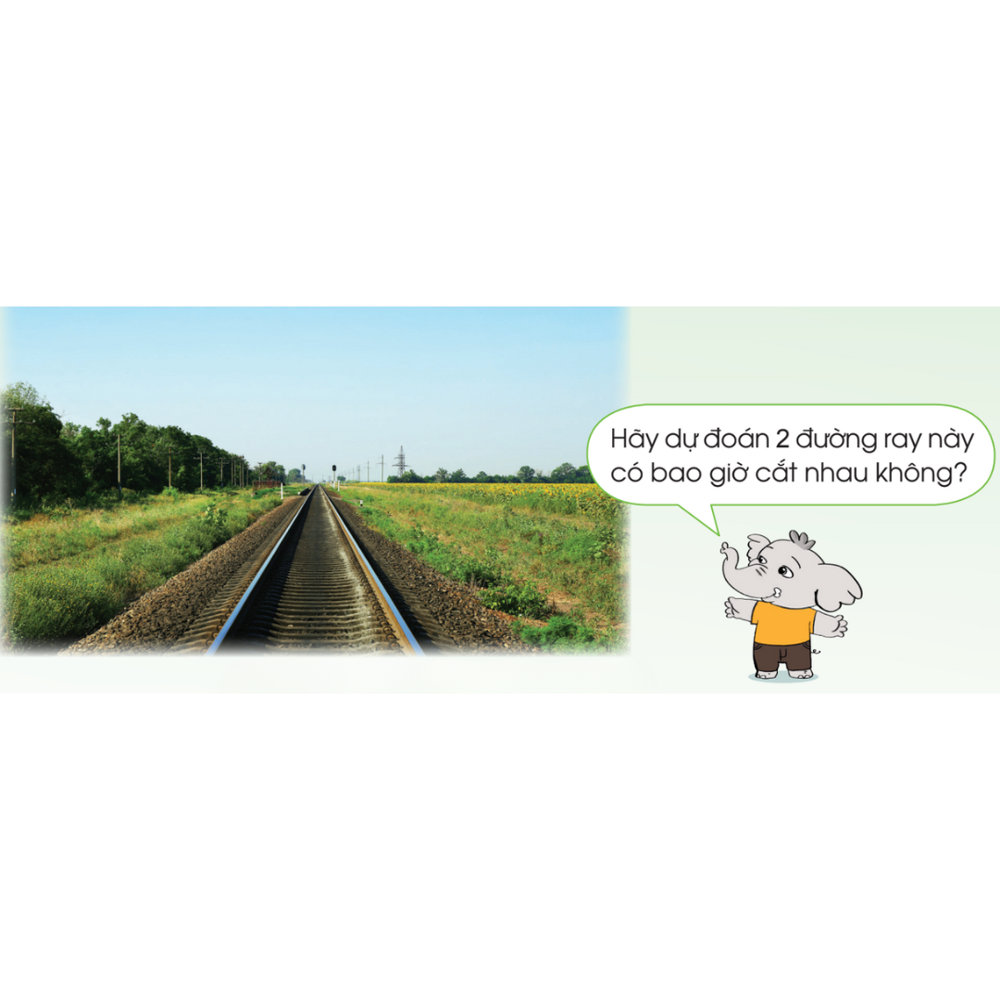 Hãy dự đoán 2 đường ray này
có bao giờ cắt nhau không?